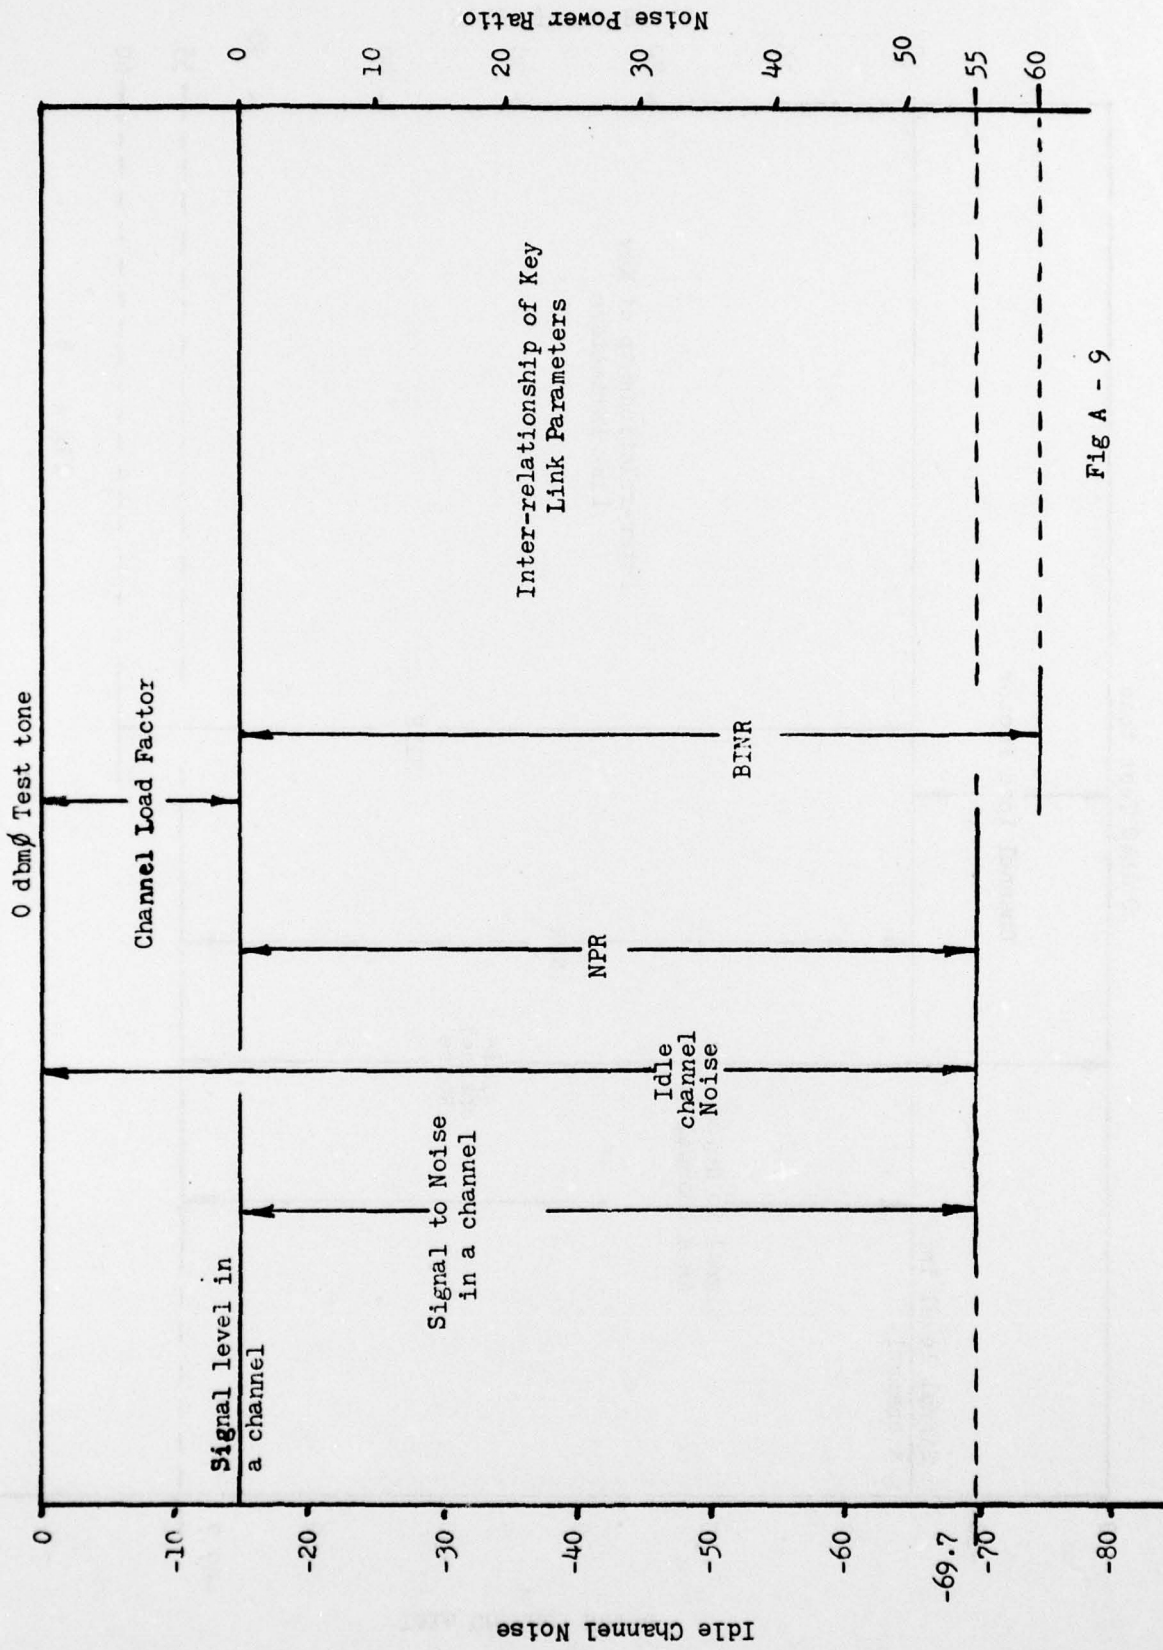 0 dbmØ Test tone
Channel Load Factor
Signal level in
a channel
Signal to Noise
in a channel
Idle
channel
Noise
NPR
BINR
Inter-relationship of Key
Link Parameters
Idle Channel Noise
0
-10
-20
-30
-40
-50
-60
-69.7
-70
-80
Noise Power Ratio
0
10
20
30
40
50
55
60
Fig A - 9